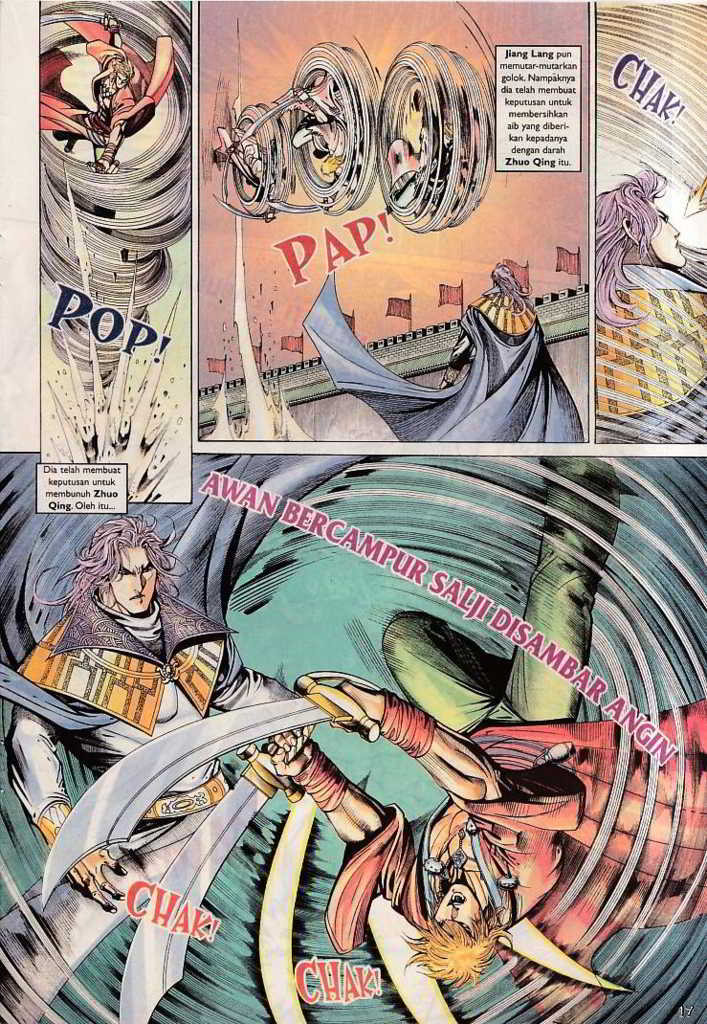 POP!
Jiang Lang pun
memutar-mutarkan
golok. Nampaknya
dia telah membuat
keputusan untuk
membersihkan
aib yang diberi-
kan kepadanya
dengan darah
Zhuo Qing itu.
PAP!
CHAK!
Dia telah membuat
keputusan untuk
membunuh Zhuo
Qing. Oleh itu...
AWAN BERCAMPUR SALJI DISAMBAR ANGIN
CHAK!
CHAK!
17